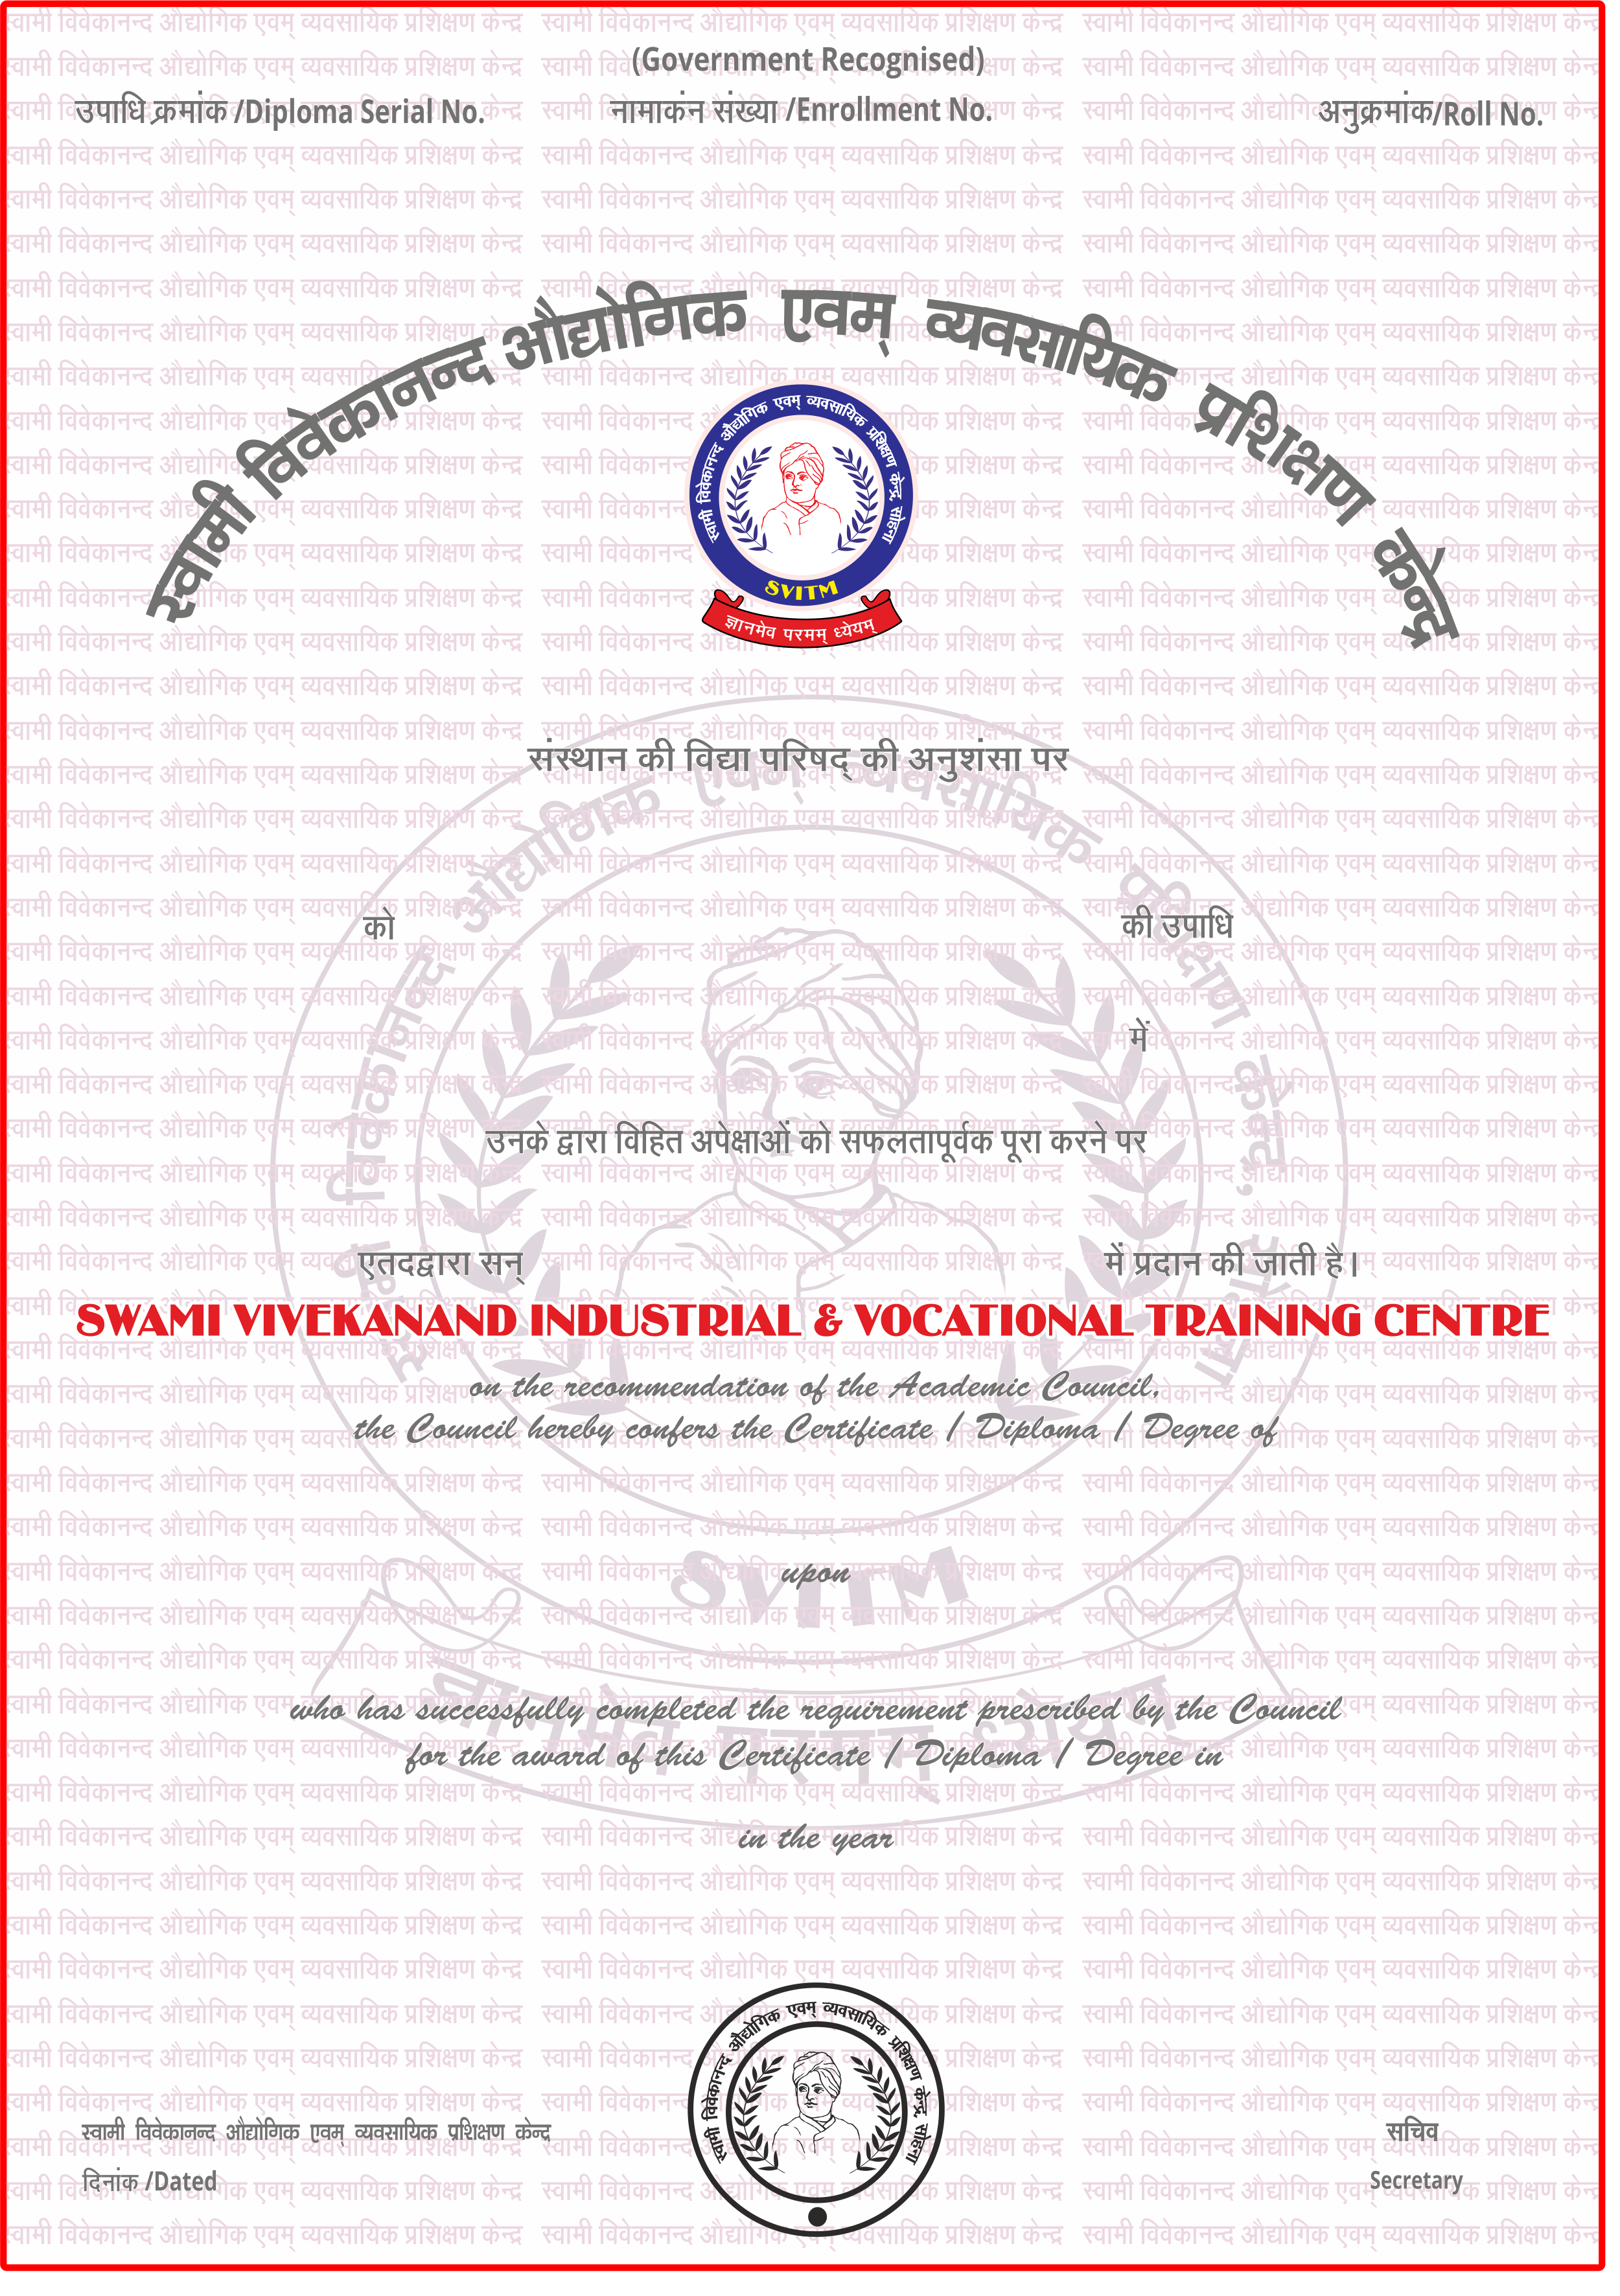 (Government Recognised)
उपाधि क्रमांक /Diploma Serial No. नामाकंन संख्या /Enrollment No. अनुक्रमांक/Roll No.
स्वामी विवेकानन्द औद्योगिक एवम् व्यवसायिक प्रशिक्षण केन्द्र
स्वामी विवेकानन्द औद्योगिक एवम् व्यवसायिक प्रशिक्षण केन्द्र सोहना
SVITM
ज्ञानमेव परमम् ध्येयम्
संस्थान की विद्या परिषद् की अनुशंसा पर
को की उपाधि
में
उनके द्वारा विहित अपेक्षाओं को सफलतापूर्वक पूरा करने पर
एतदद्वारा सन् में प्रदान की जाती है।
SWAMI VIVEKANAND INDUSTRIAL & VOCATIONAL TRAINING CENTRE
on the recommendation of the Academic Council,
the Council hereby confers the Certificate / Diploma / Degree of
SVITM
upon
who has successfully completed the requirement prescribed by the Council
for the award of this Certificate / Diploma / Degree in
in the year
स्वामी विवेकानन्द औद्योगिक एवम् व्यवसायिक प्रशिक्षण केन्द्र सोहना
स्वामी विवेकानन्द औद्योगिक एवम् व्यवसायिक प्रशिक्षण केन्द्र
सचिव
दिनांक /Dated
Secretary